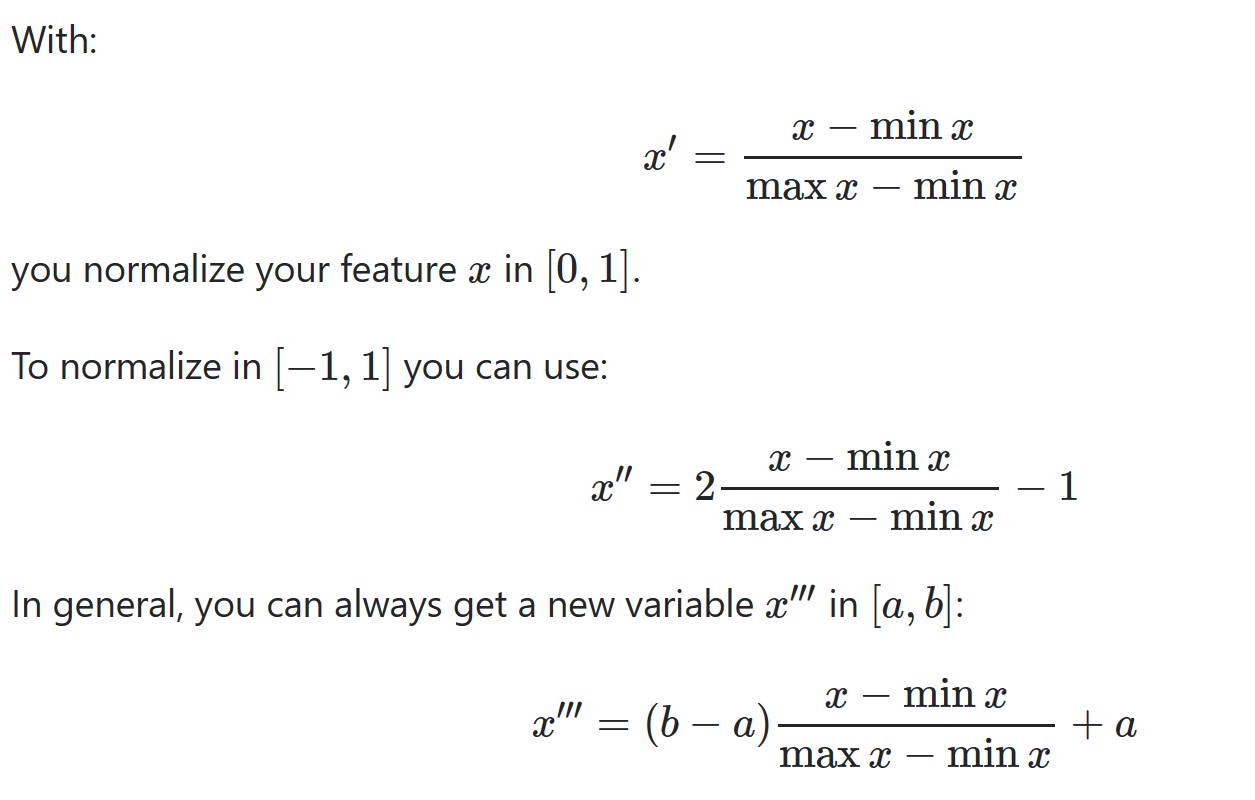 With:
x′ = \frac{x − min x}{max x − min x}
you normalize your feature x in [0, 1].
To normalize in [−1, 1] you can use:
x″ = 2\frac{x − min x}{max x − min x} − 1
In general, you can always get a new variable x‴ in [a, b]:
x‴ = (b − a)\frac{x − min x}{max x − min x} + a